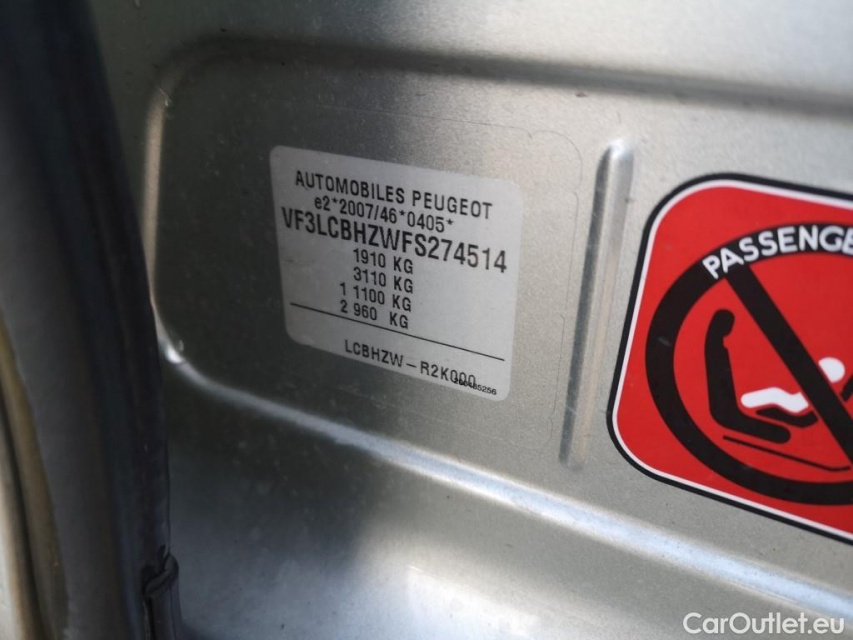 AUTOMOBILES PEUGEOT
e2*2007/46*0405*
VF3LCBHZWFS274514
1910 KG
3110 KG
1 1100 KG
2 960 KG
LCBHZW-R2K000
PASSENGE
CarOutlet.eu